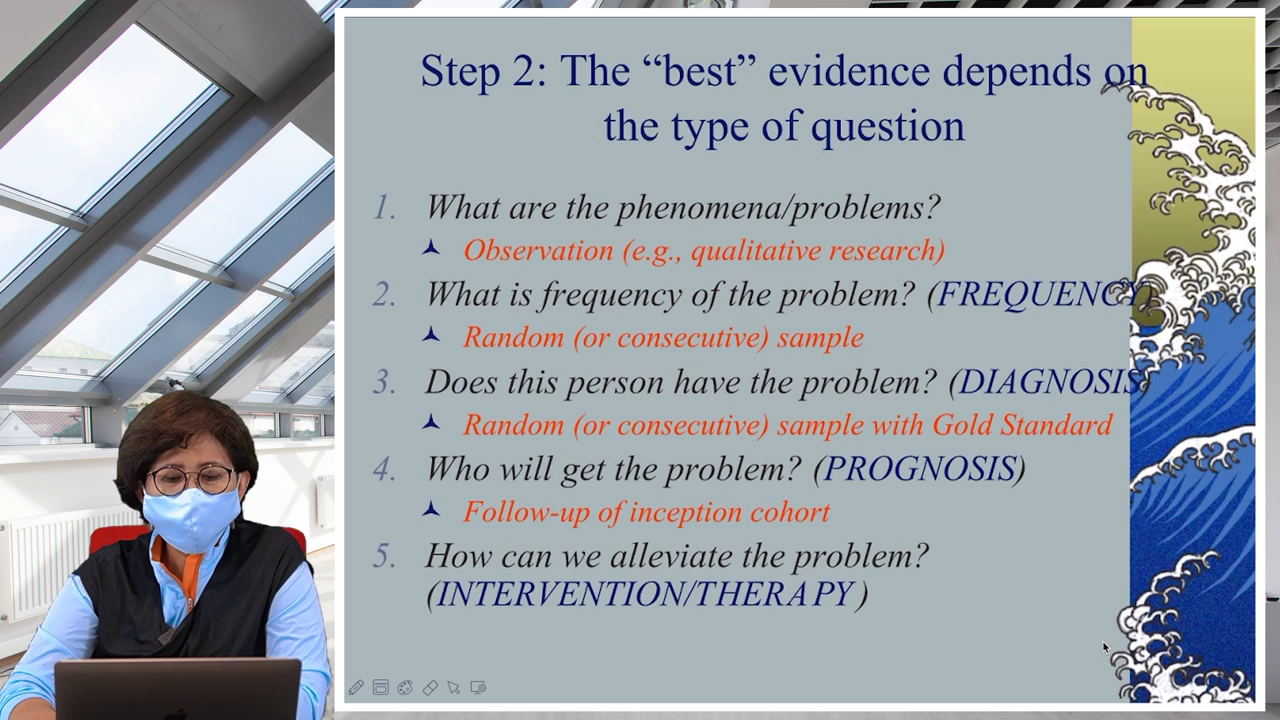 Step 2: The “best” evidence depends on
the type of question
1. What are the phenomena/problems?
Observation (e.g., qualitative research)
2. What is frequency of the problem? (FREQUENCY)
Random (or consecutive) sample
3. Does this person have the problem? (DIAGNOSIS)
Random (or consecutive) sample with Gold Standard
4. Who will get the problem? (PROGNOSIS)
Follow-up of inception cohort
5. How can we alleviate the problem?
(INTERVENTION/THERAPY)